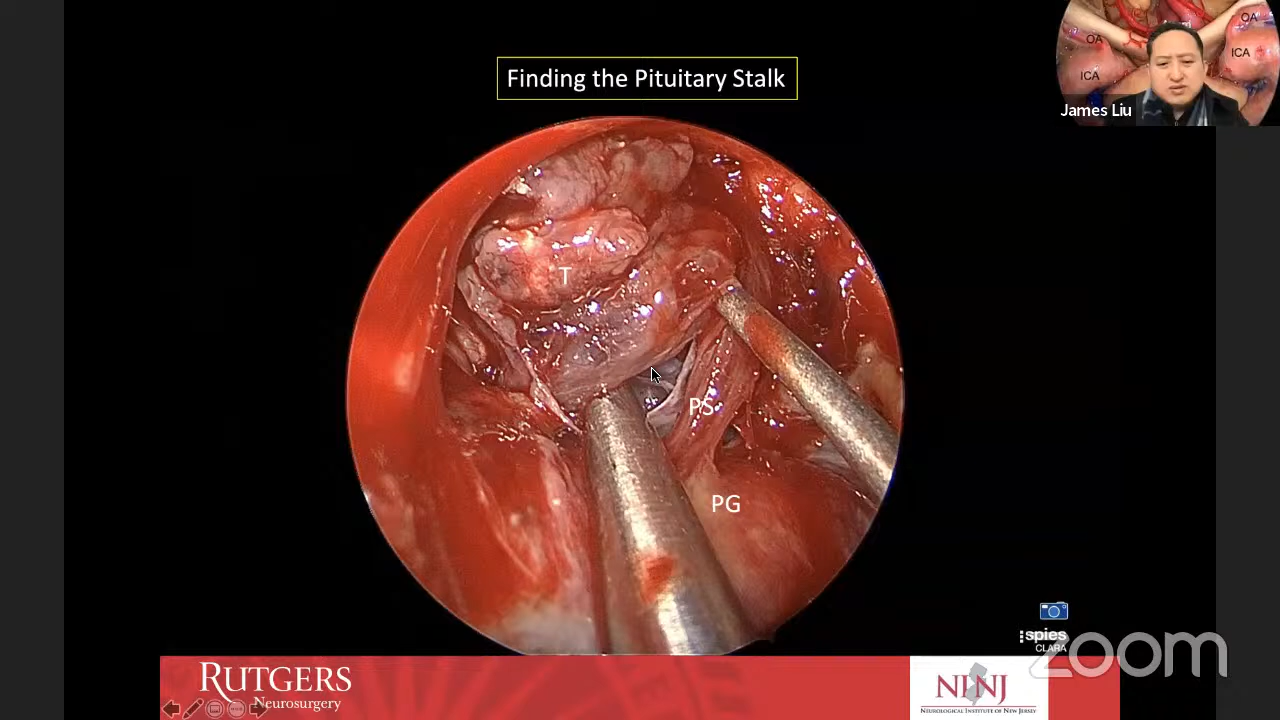 Finding the Pituitary Stalk
OA
OA
ICA
ICA
James Liu
T
PS
PG
spies
CLARA
zoom
RUTGERS
Neurosurgery
NINJ
NEUROLOGICAL INSTITUTE OF NEW JERSEY